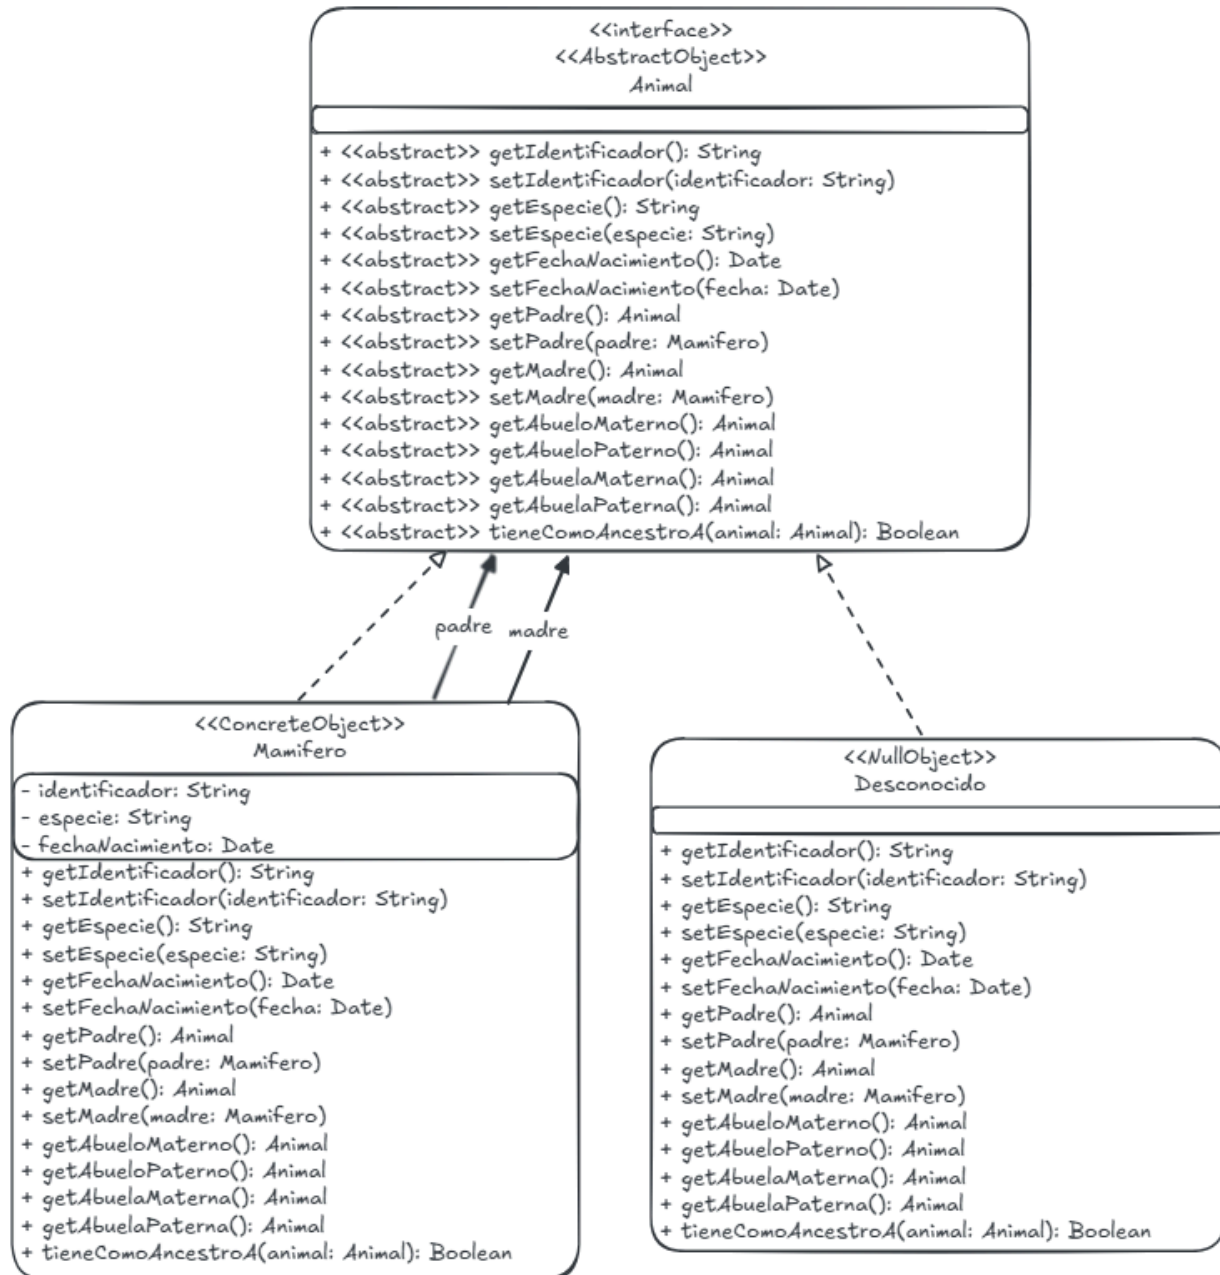 <<interface>>
<<AbstractObject>>
Animal
+ <<abstract>> getIdentificador(): String
+ <<abstract>> setIdentificador(identificador: String)
+ <<abstract>> getEspecie(): String
+ <<abstract>> setEspecie(especie: String)
+ <<abstract>> getFechaNacimiento(): Date
+ <<abstract>> setFechaNacimiento(fecha: Date)
+ <<abstract>> getPadre(): Animal
+ <<abstract>> setPadre(padre: Mamifero)
+ <<abstract>> getMadre(): Animal
+ <<abstract>> setMadre(madre: Mamifero)
+ <<abstract>> getAbueloMaterno(): Animal
+ <<abstract>> getAbueloPaterno(): Animal
+ <<abstract>> getAbuelaMaterna(): Animal
+ <<abstract>> getAbuelaPaterna(): Animal
+ <<abstract>> tieneComoAncestroA(animal: Animal): Boolean
padre
madre
<<ConcreteObject>>
Mamifero
- identificador: String
- especie: String
- fechaNacimiento: Date
+ getIdentificador(): String
+ setIdentificador(identificador: String)
+ getEspecie(): String
+ setEspecie(especie: String)
+ getFechaNacimiento(): Date
+ setFechaNacimiento(fecha: Date)
+ getPadre(): Animal
+ setPadre(padre: Mamifero)
+ getMadre(): Animal
+ setMadre(madre: Mamifero)
+ getAbueloMaterno(): Animal
+ getAbueloPaterno(): Animal
+ getAbuelaMaterna(): Animal
+ getAbuelaPaterna(): Animal
+ tieneComoAncestroA(animal: Animal): Boolean
<<NullObject>>
Desconocido
+ getIdentificador(): String
+ setIdentificador(identificador: String)
+ getEspecie(): String
+ setEspecie(especie: String)
+ getFechaNacimiento(): Date
+ setFechaNacimiento(fecha: Date)
+ getPadre(): Animal
+ setPadre(padre: Mamifero)
+ getMadre(): Animal
+ setMadre(madre: Mamifero)
+ getAbueloMaterno(): Animal
+ getAbueloPaterno(): Animal
+ getAbuelaMaterna(): Animal
+ getAbuelaPaterna(): Animal
+ tieneComoAncestroA(animal: Animal): Boolean